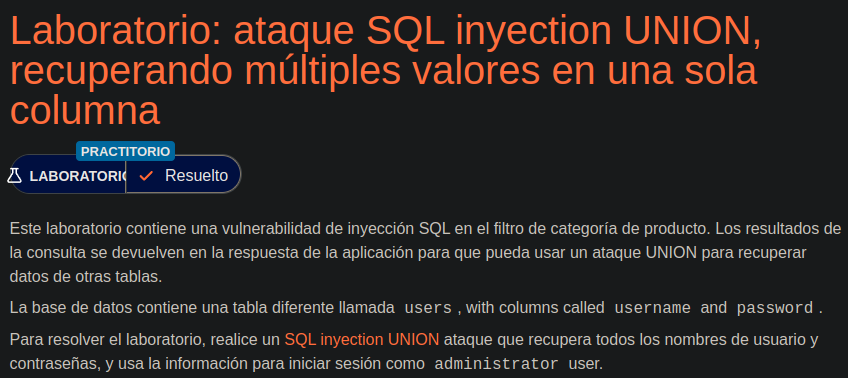 Laboratorio: ataque SQL inyection UNION,
recuperando múltiples valores en una sola
columna
PRACTITORIO
LABORATORIO
Resuelto
Este laboratorio contiene una vulnerabilidad de inyección SQL en el filtro de categoría de producto. Los resultados de
la consulta se devuelven en la respuesta de la aplicación para que pueda usar un ataque UNION para recuperar
datos de otras tablas.
La base de datos contiene una tabla diferente llamada users , with columns called username and password .
Para resolver el laboratorio, realice un SQL inyection UNION ataque que recupera todos los nombres de usuario y
contraseñas, y usa la información para iniciar sesión como administrator user.